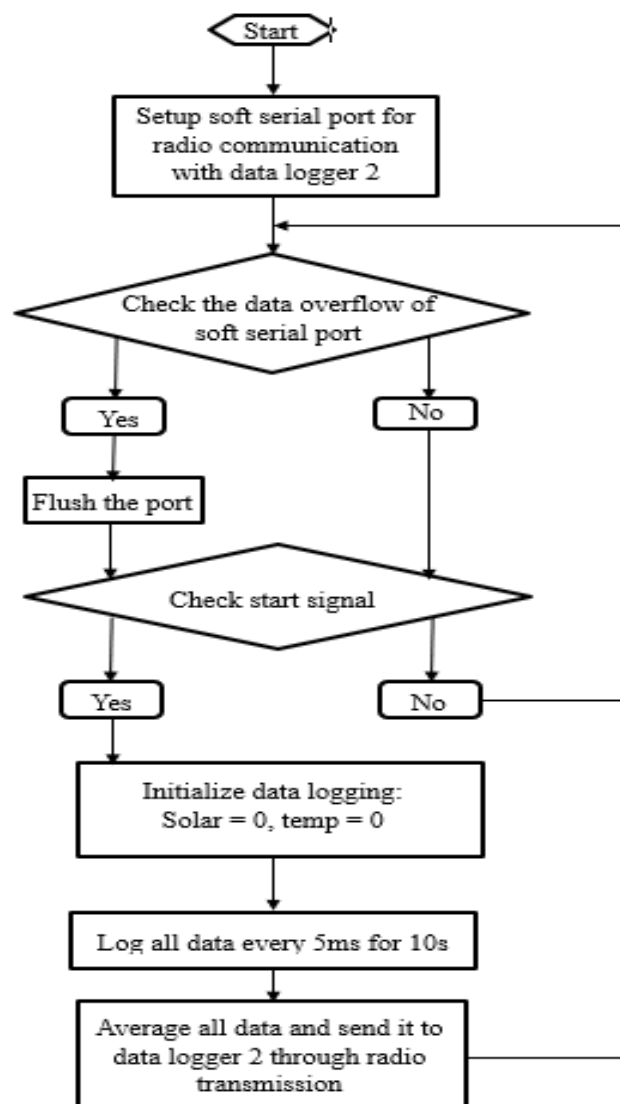 Start
Setup soft serial port for
radio communication
with data logger 2
Check the data overflow of
soft serial port
Yes
No
Flush the port
Check start signal
Yes
No
Initialize data logging:
Solar = 0, temp = 0
Log all data every 5ms for 10s
Average all data and send it to
data logger 2 through radio
transmission